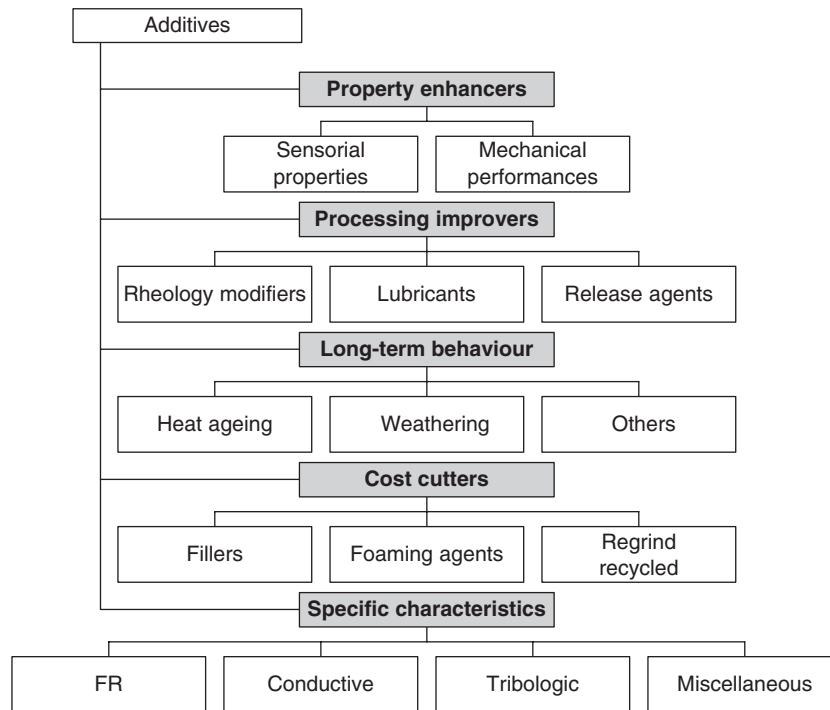 Additives
Property enhancers
Sensorial
properties
Mechanical
performances
Processing improvers
Rheology modifiers
Lubricants
Release agents
Long-term behaviour
Heat ageing
Weathering
Others
Cost cutters
Fillers
Foaming agents
Regrind
recycled
Specific characteristics
FR
Conductive
Tribologic
Miscellaneous